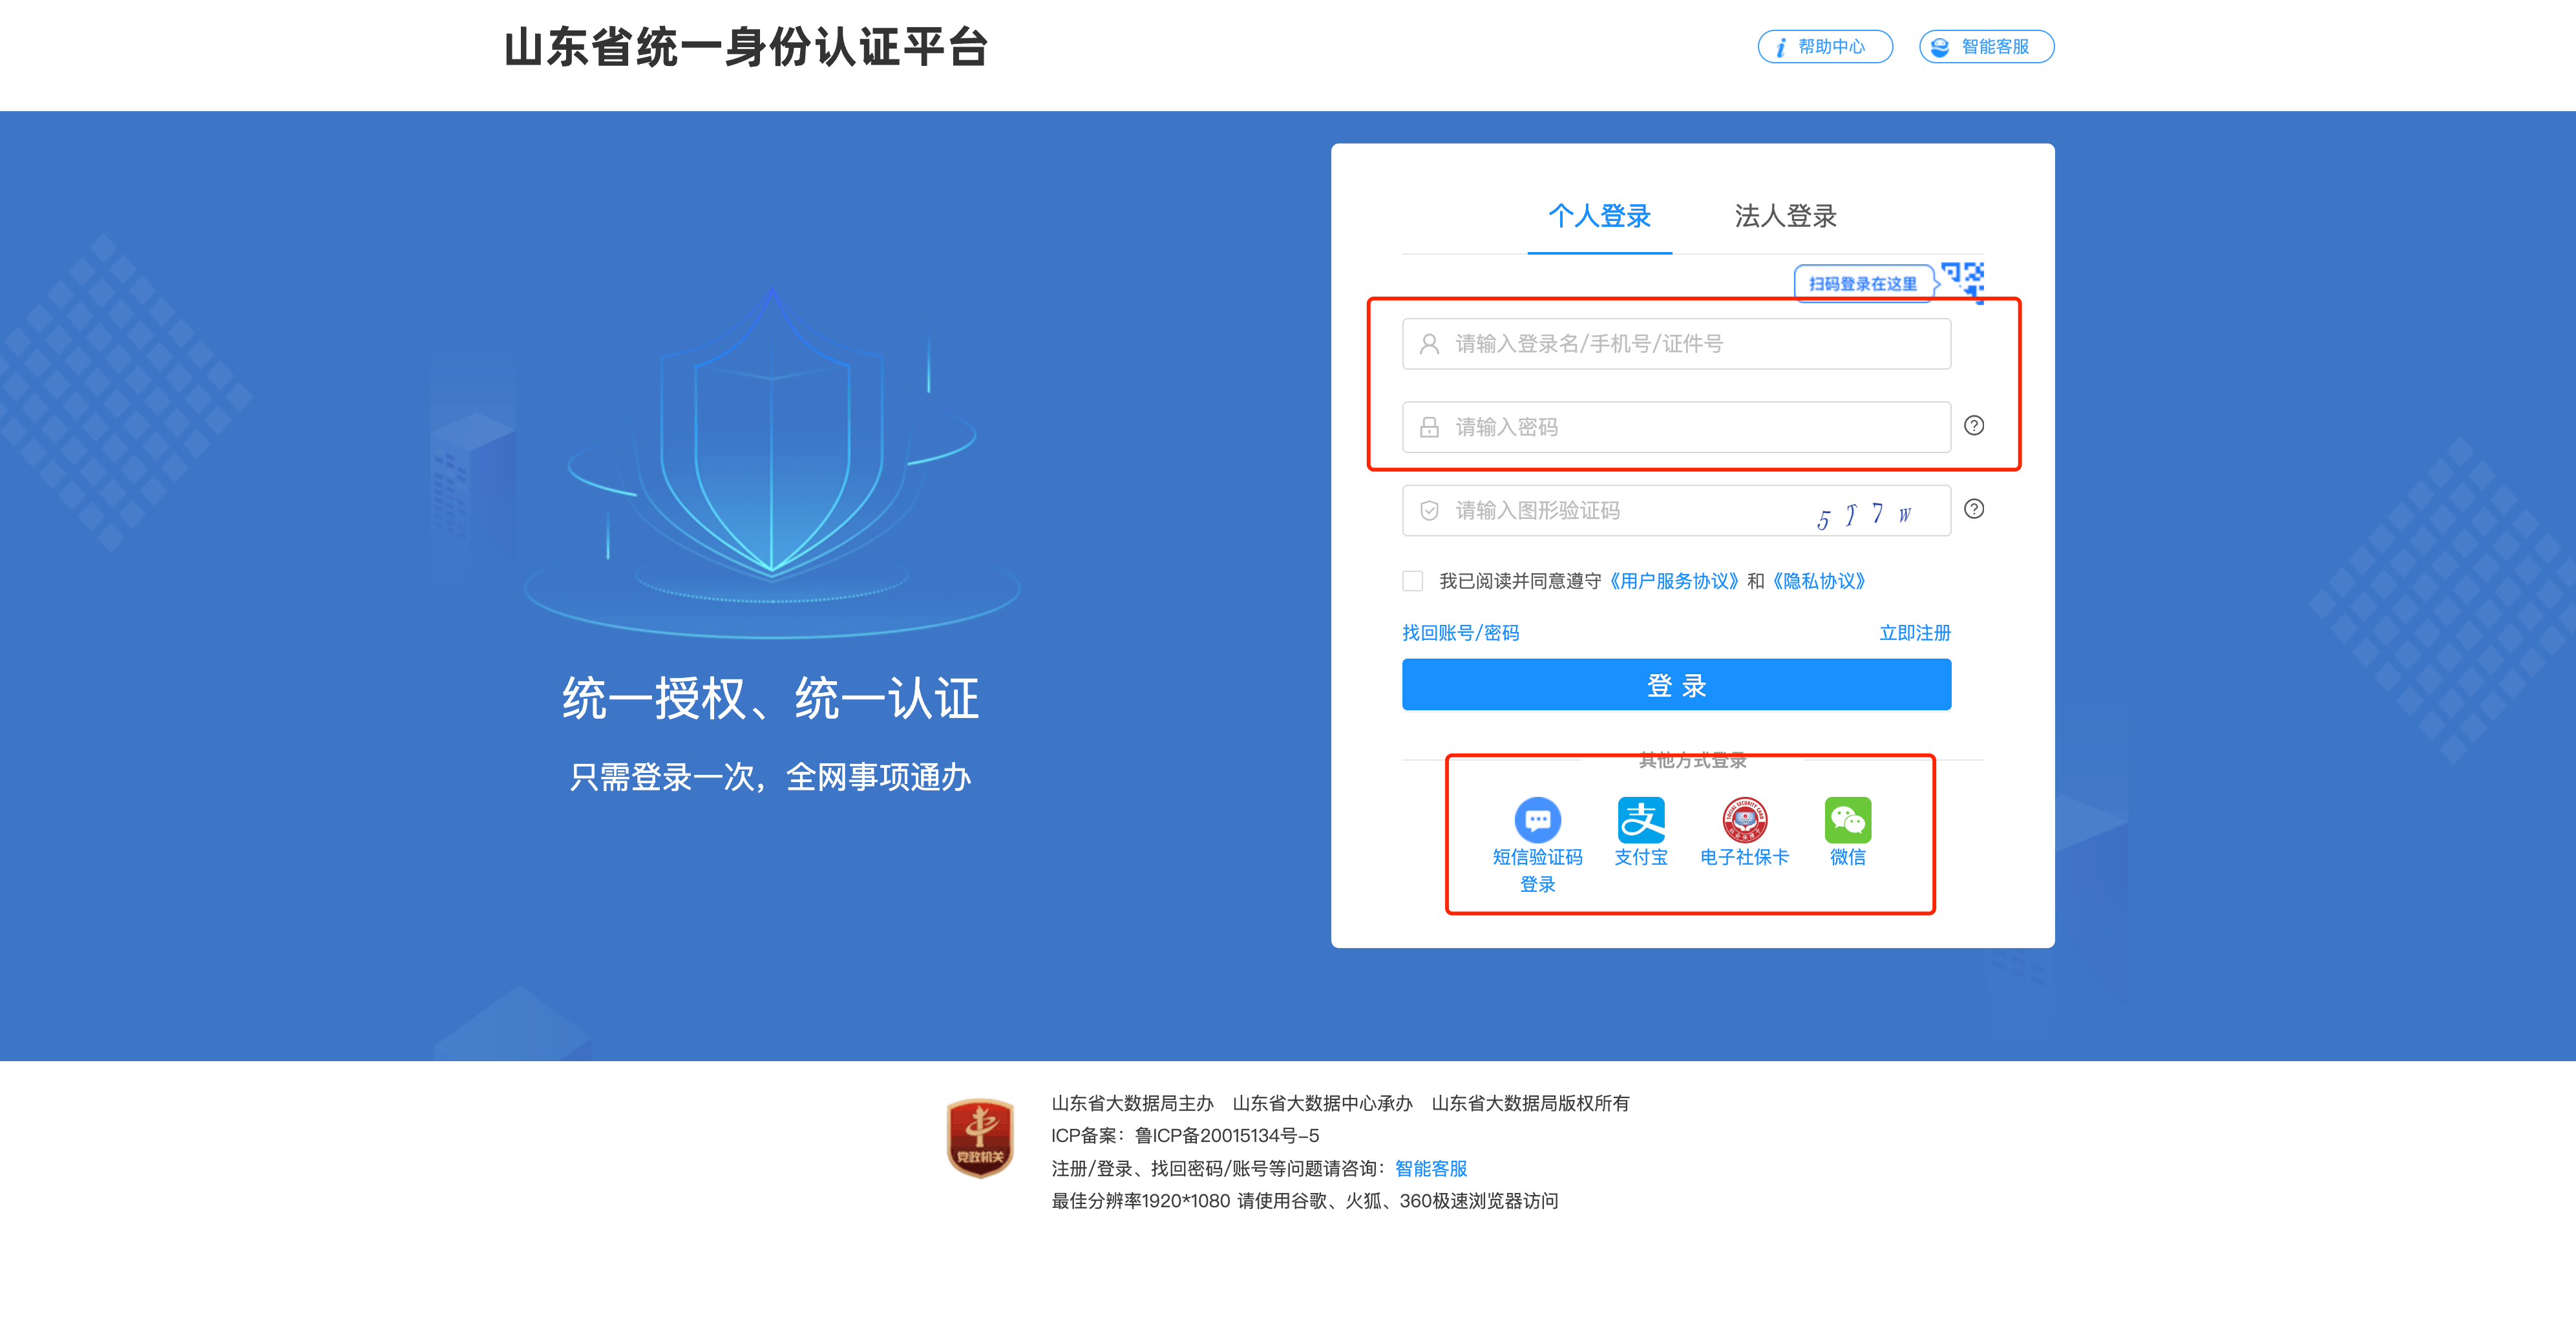 山东省统一身份认证平台
帮助中心
智能客服
个人登录
法人登录
扫码登录在这里
请输入登录名/手机号/证件号
请输入密码
请输入图形验证码
5T7w
我已阅读并同意遵守《用户服务协议》和《隐私协议》
找回账号/密码
立即注册
登录
统一授权、统一认证
只需登录一次，全网事项通办
其他方式登录
短信验证码
登录
支付宝
电子社保卡
微信
党政机关
山东省大数据局主办 山东省大数据中心承办 山东省大数据局版权所有
ICP备案：鲁ICP备20015134号-5
注册/登录、找回密码/账号等问题请咨询：智能客服
最佳分辨率1920*1080 请使用谷歌、火狐、360极速浏览器访问